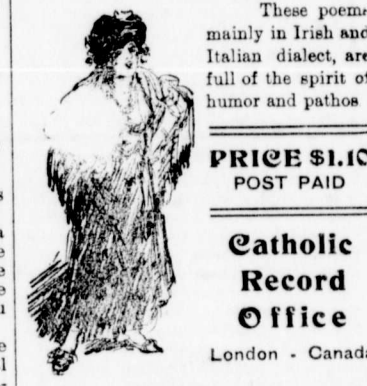 These poems
mainly in Irish and
Italian dialect, are
full of the spirit of
humor and pathos
PRICE $1.10
POST PAID
Catholic
Record
Office
London - Canada